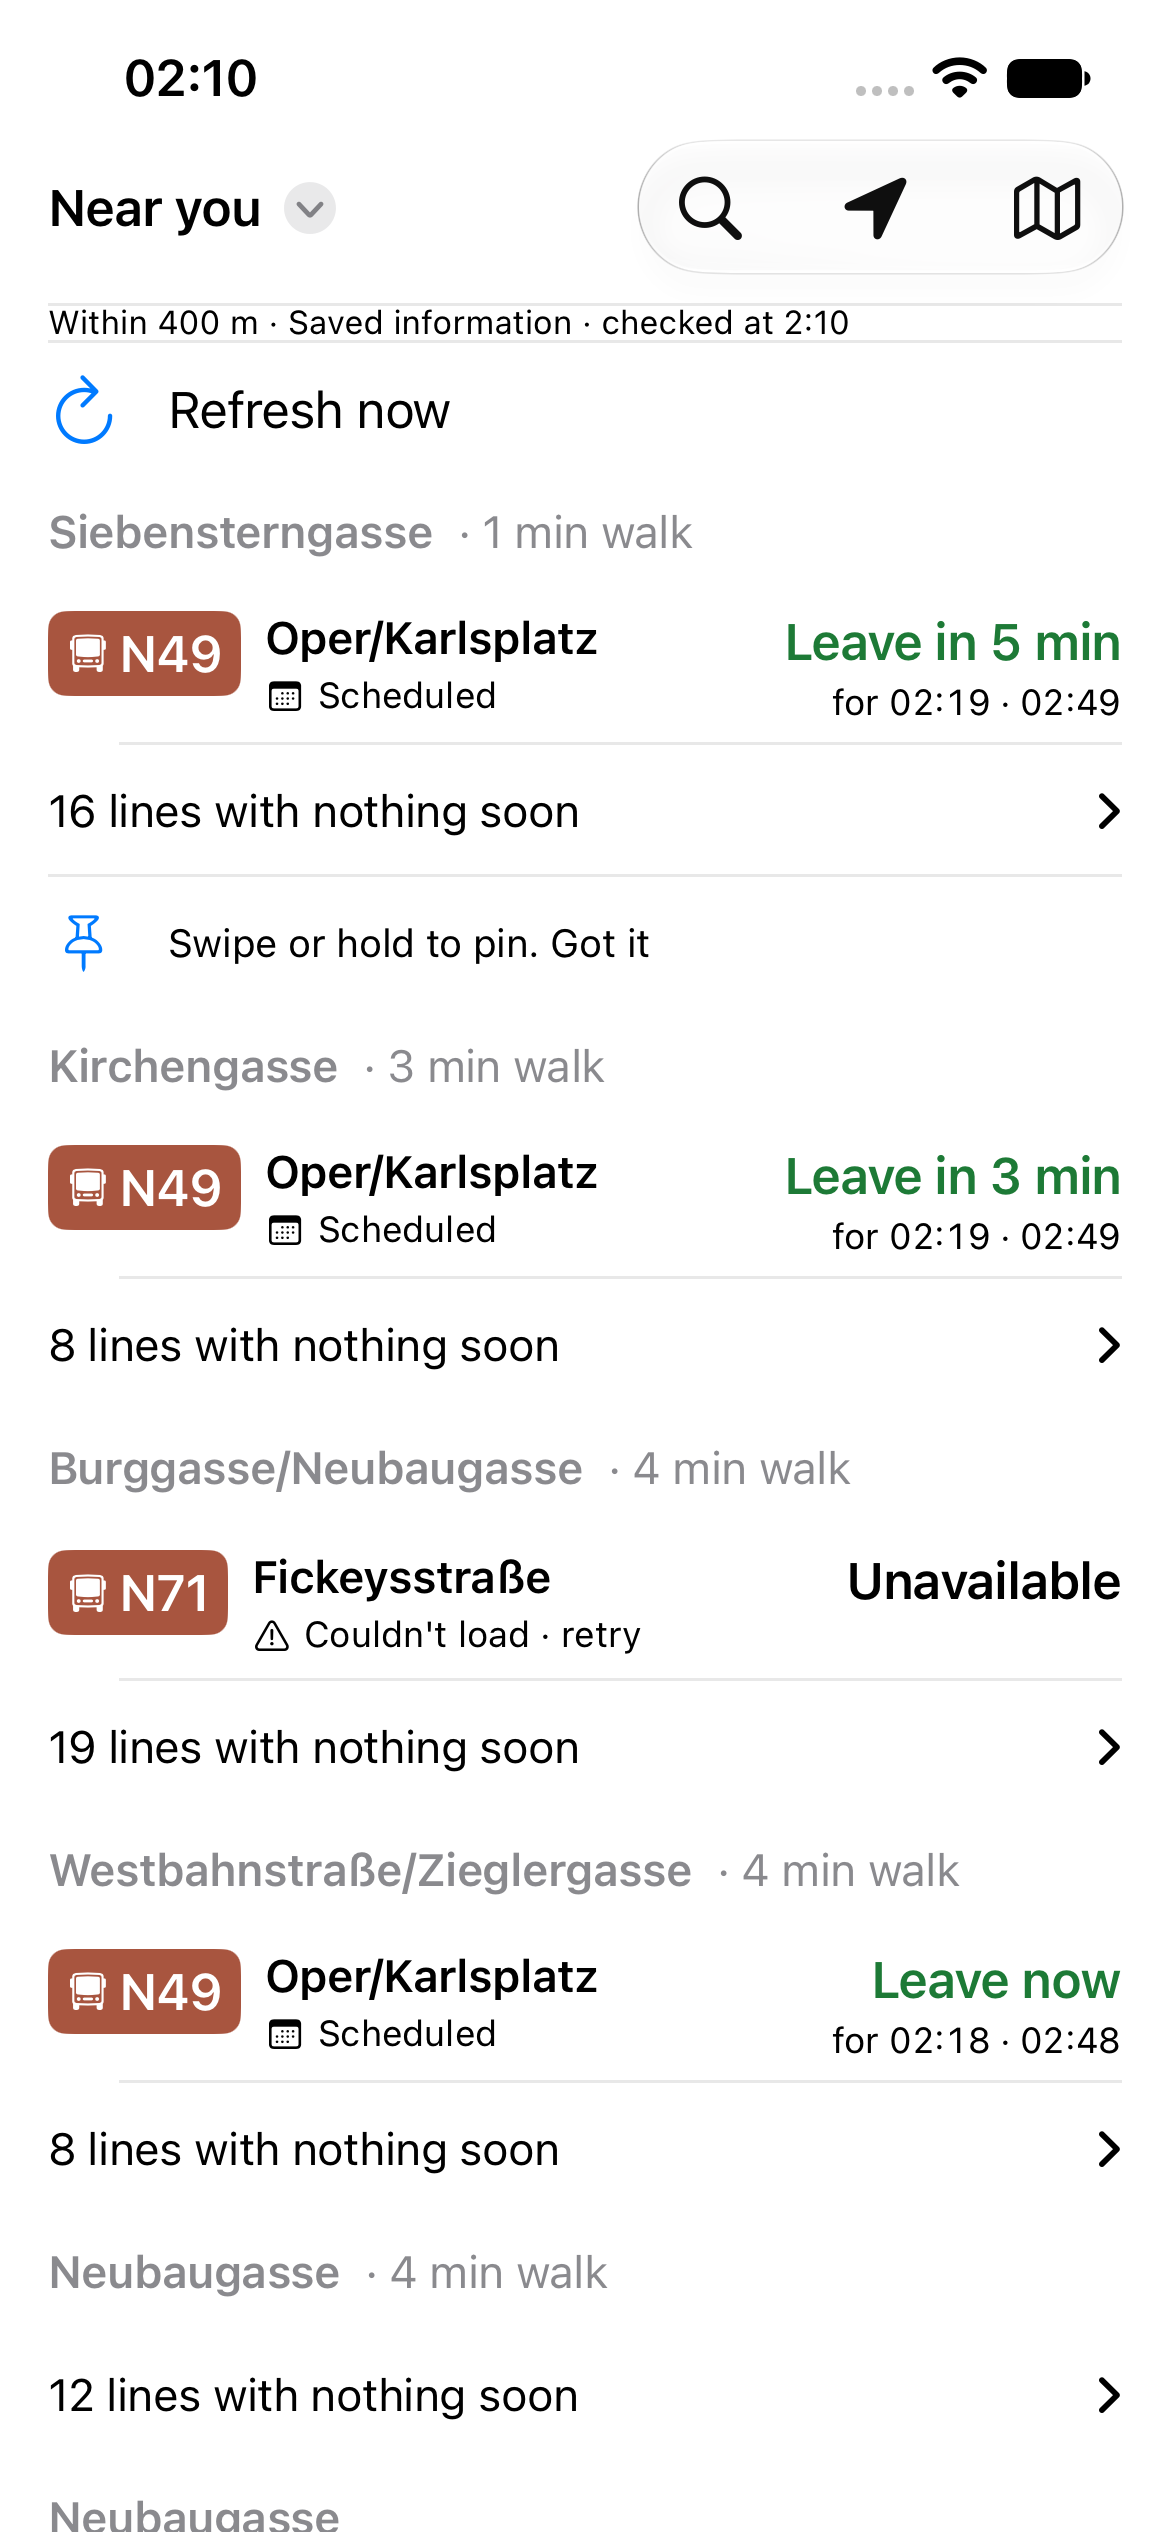 02:10
Near you
Within 400 m · Saved information · checked at 2:10
Refresh now
Siebensterngasse · 1 min walk
N49 Oper/Karlsplatz Leave in 5 min
Scheduled for 02:19 · 02:49
16 lines with nothing soon
Swipe or hold to pin. Got it
Kirchengasse · 3 min walk
N49 Oper/Karlsplatz Leave in 3 min
Scheduled for 02:19 · 02:49
8 lines with nothing soon
Burggasse/Neubaugasse · 4 min walk
N71 Fickeysstraße Unavailable
Couldn't load · retry
19 lines with nothing soon
Westbahnstraße/Zieglergasse · 4 min walk
N49 Oper/Karlsplatz Leave now
Scheduled for 02:18 · 02:48
8 lines with nothing soon
Neubaugasse · 4 min walk
12 lines with nothing soon
Neubaugasse